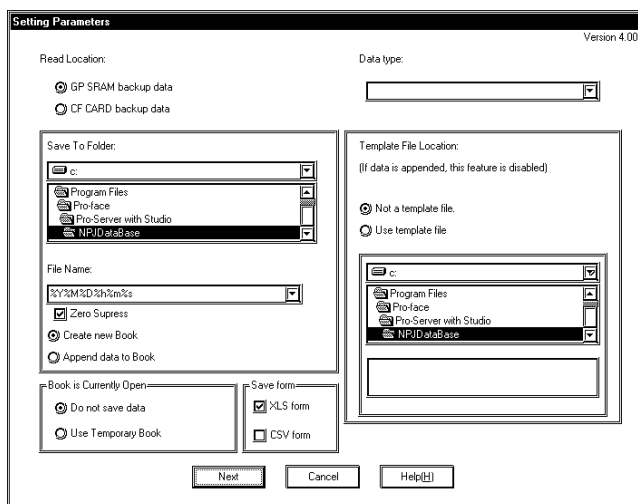 Setting Parameters
Version 4.00
Read Location:
GP SRAM backup data
CF CARD backup data
Data type:
Save To Folder:
c:
Program Files
Pro-face
Pro-Server with Studio
NPJDataBase
File Name:
%Y%M%D%h%m%s
Zero Supress
Create new Book
Append data to Book
Template File Location:
(If data is appended, this feature is disabled)
Not a template file.
Use template file
c:
Program Files
Pro-face
Pro-Server with Studio
NPJDataBase
Book is Currently Open
Do not save data
Use Temporary Book
Save form
XLS form
CSV form
Next
Cancel
Help(H)